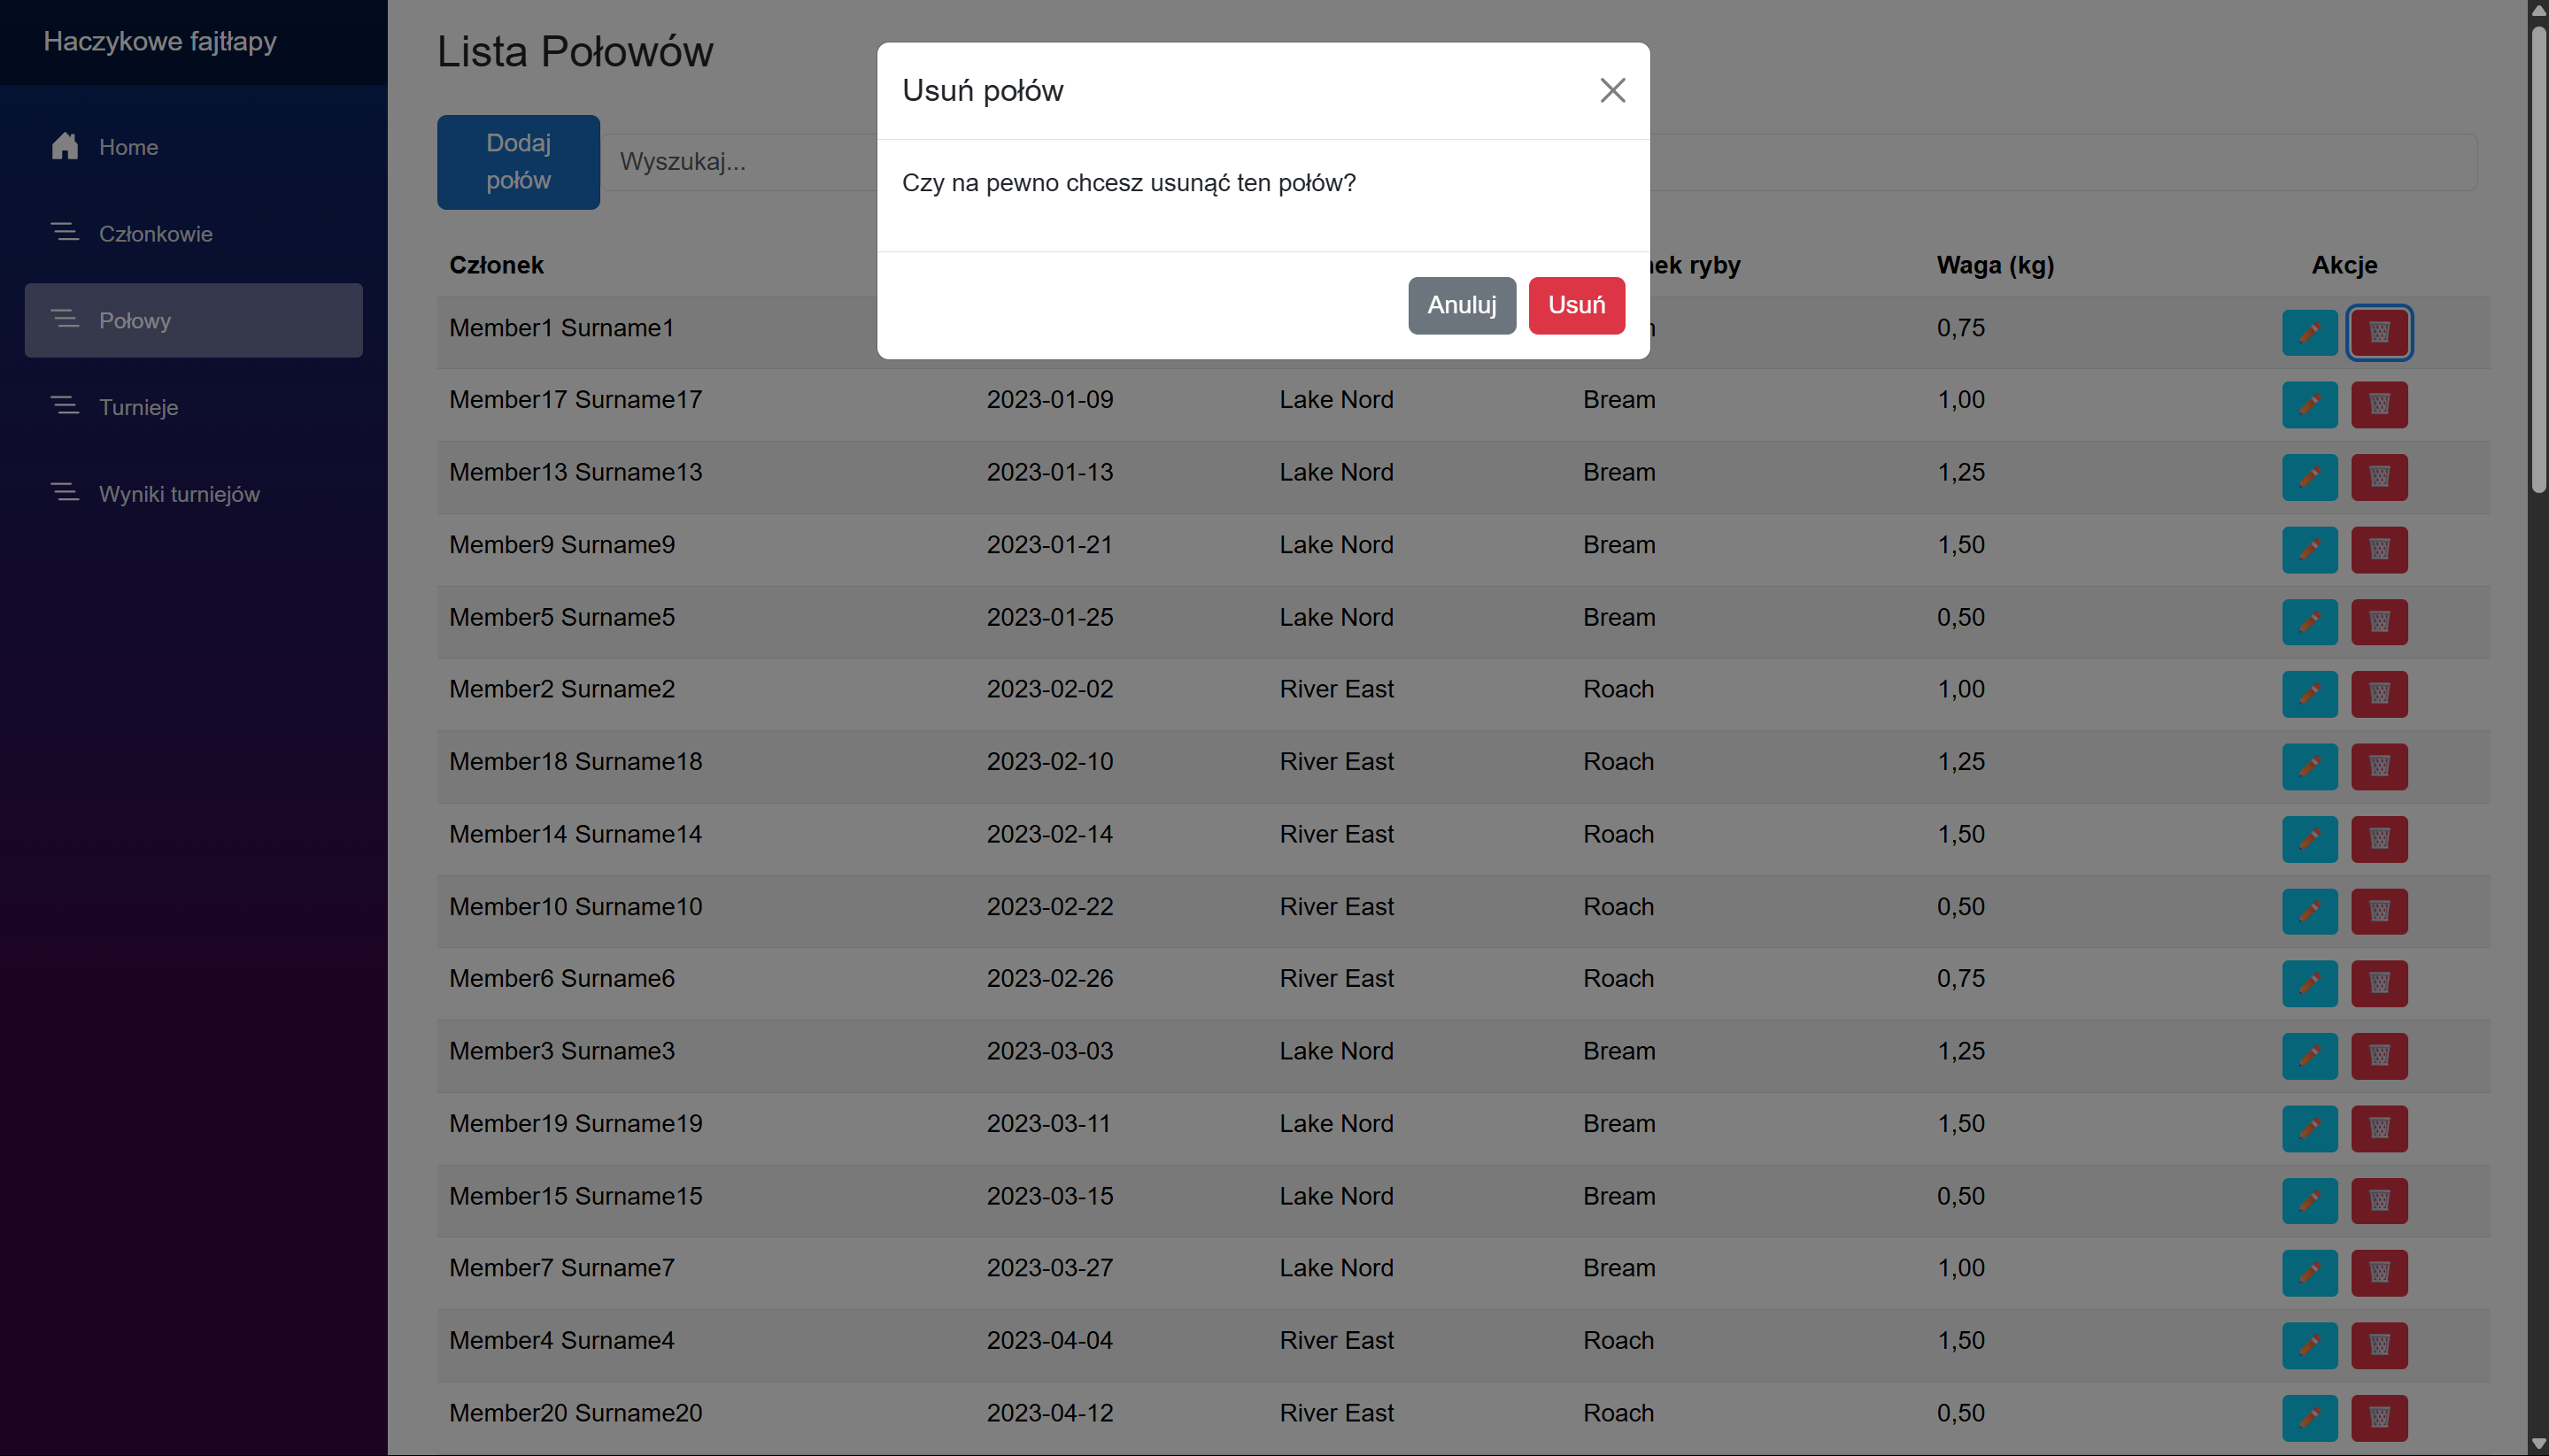 Haczykowe fajtłapy
Home
Członkowie
Połowy
Turnieje
Wyniki turniejów
Lista Połowów
Dodaj
połów
Wyszukaj...
Usuń połów
Czy na pewno chcesz usunąć ten połów?
Anuluj Usuń
Członek ryby Waga (kg) Akcje
Member1 Surname1 0,75
Member17 Surname17 2023-01-09 Lake Nord Bream 1,00
Member13 Surname13 2023-01-13 Lake Nord Bream 1,25
Member9 Surname9 2023-01-21 Lake Nord Bream 1,50
Member5 Surname5 2023-01-25 Lake Nord Bream 0,50
Member2 Surname2 2023-02-02 River East Roach 1,00
Member18 Surname18 2023-02-10 River East Roach 1,25
Member14 Surname14 2023-02-14 River East Roach 1,50
Member10 Surname10 2023-02-22 River East Roach 0,50
Member6 Surname6 2023-02-26 River East Roach 0,75
Member3 Surname3 2023-03-03 Lake Nord Bream 1,25
Member19 Surname19 2023-03-11 Lake Nord Bream 1,50
Member15 Surname15 2023-03-15 Lake Nord Bream 0,50
Member7 Surname7 2023-03-27 Lake Nord Bream 1,00
Member4 Surname4 2023-04-04 River East Roach 1,50
Member20 Surname20 2023-04-12 River East Roach 0,50